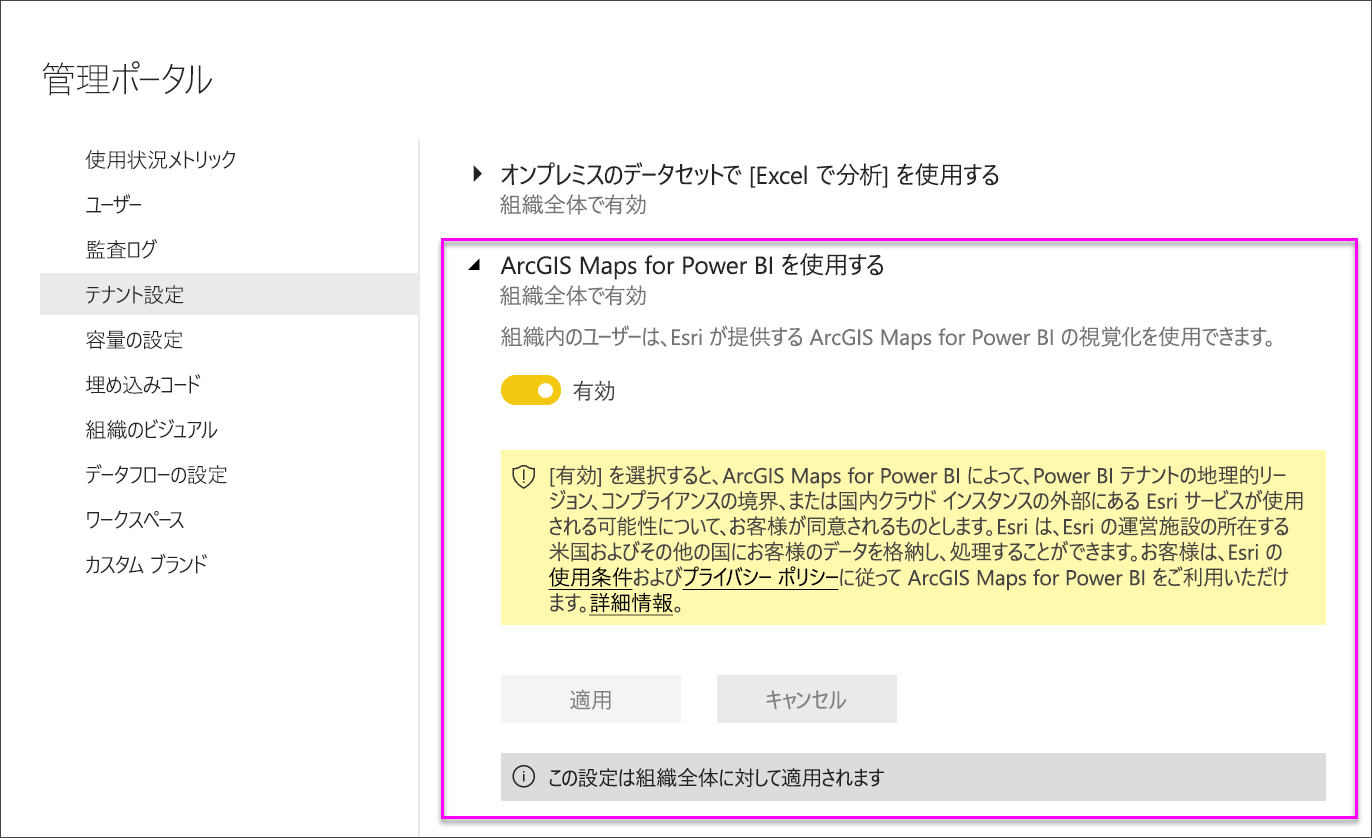 管理ポータル
使用状況メトリック
ユーザー
監査ログ
テナント設定
容量の設定
埋め込みコード
組織のビジュアル
データフローの設定
ワークスペース
カスタム ブランド
オンプレミスのデータセットで [Excel で分析] を使用する
組織全体で有効
ArcGIS Maps for Power BI を使用する
組織全体で有効
組織内のユーザーは、Esri が提供する ArcGIS Maps for Power BI の視覚化を使用できます。
有効
[有効] を選択すると、ArcGIS Maps for Power BI によって、Power BI テナントの地理的リー
ジョン、コンプライアンスの境界、または国内クラウド インスタンスの外部にある Esri サービスが使用
される可能性について、お客様が同意されるものとします。Esri は、Esri の運営施設の所在する
米国およびその他の国にお客様のデータを格納し、処理することができます。お客様は、Esri の
使用条件およびプライバシー ポリシーに従って ArcGIS Maps for Power BI をご利用いただけ
ます。詳細情報。
適用
キャンセル
この設定は組織全体に対して適用されます